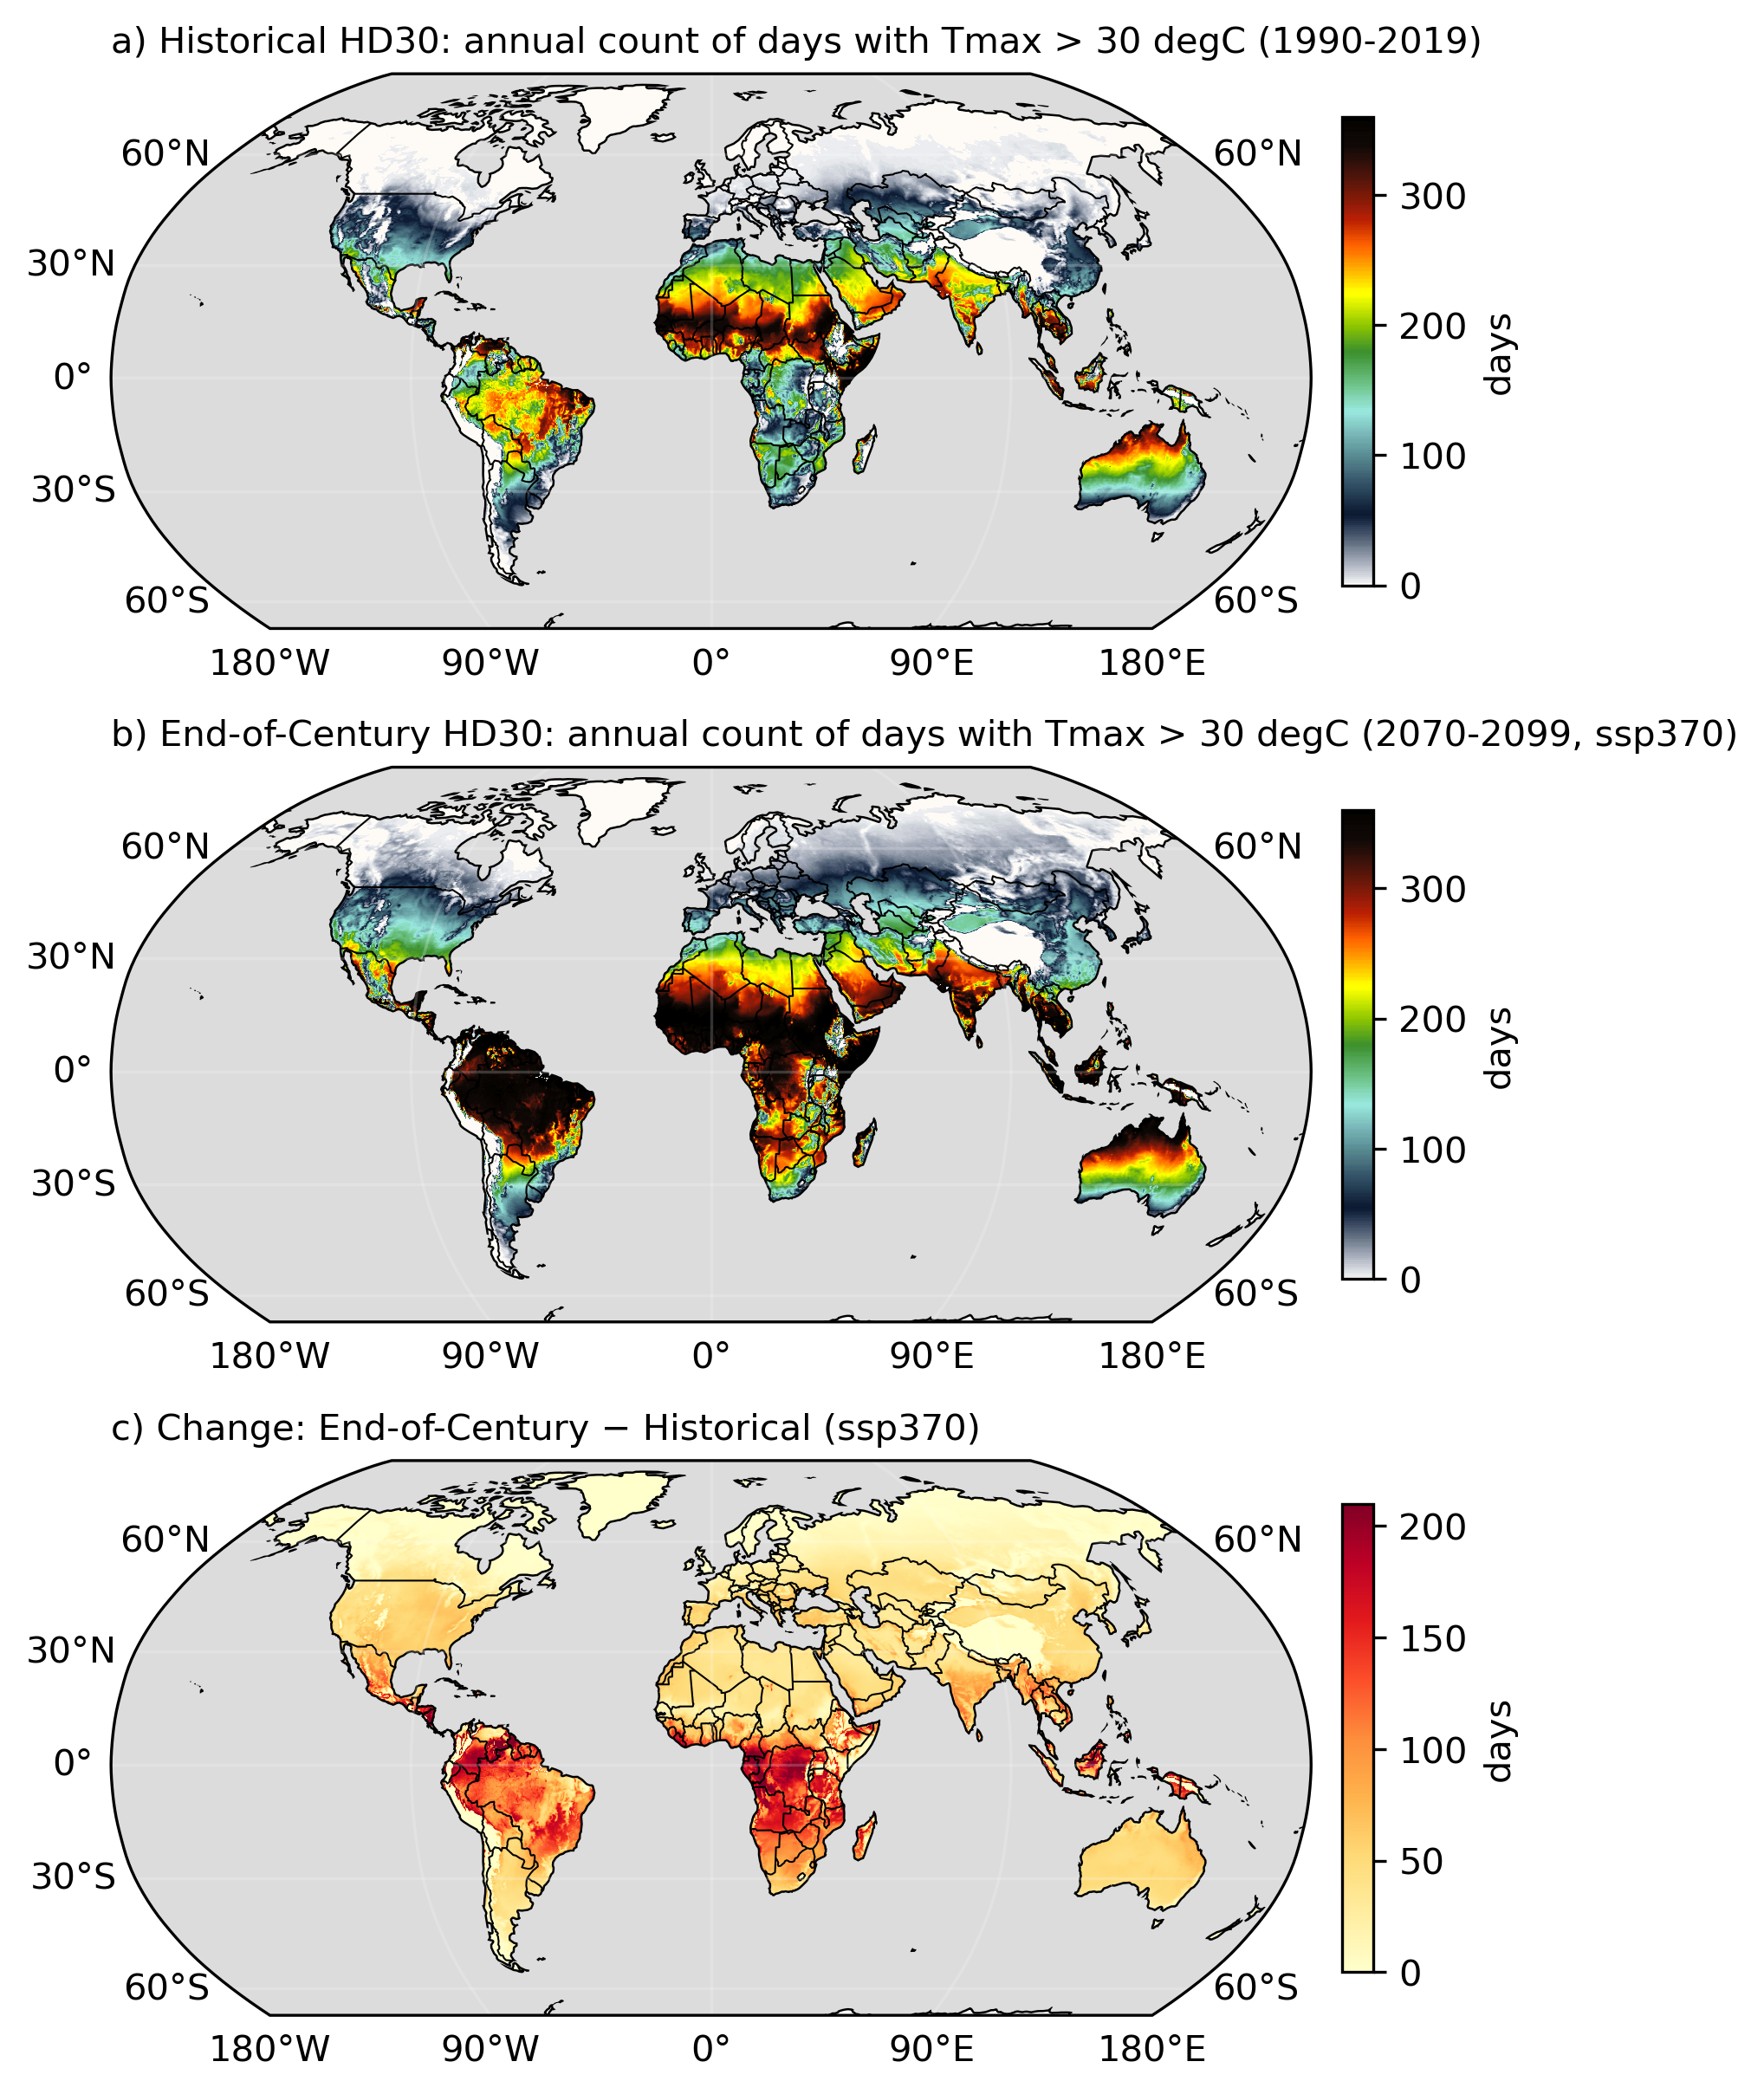 a) Historical HD30: annual count of days with Tmax > 30 degC (1990-2019)
60°N 60°N
30°N
0°
30°S
60°S 60°S
180°W 90°W 0° 90°E 180°E
300
200
100
0
days
b) End-of-Century HD30: annual count of days with Tmax > 30 degC (2070-2099, ssp370)
60°N 60°N
30°N
0°
30°S
60°S 60°S
180°W 90°W 0° 90°E 180°E
300
200
100
0
days
c) Change: End-of-Century − Historical (ssp370)
60°N 60°N
30°N
0°
30°S
60°S 60°S
180°W 90°W 0° 90°E 180°E
200
150
100
50
0
days